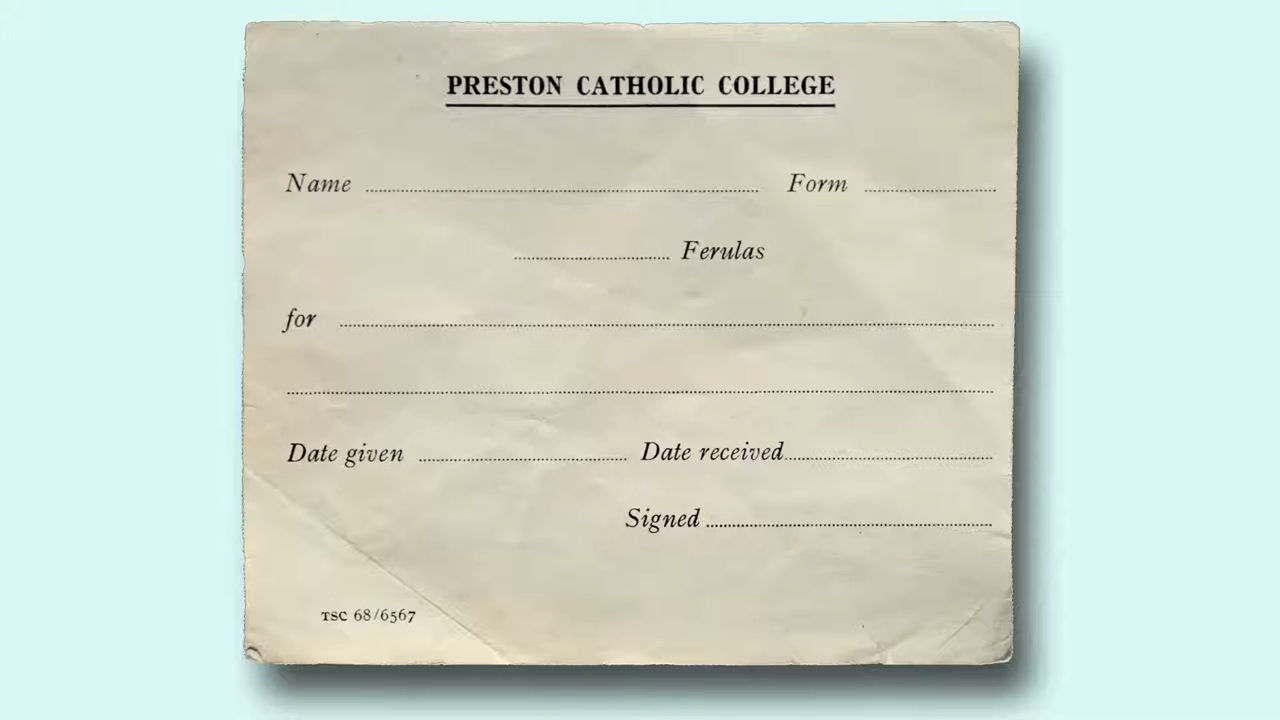 PRESTON CATHOLIC COLLEGE
Name ........ Form ........
........ Ferulas
for ........
Date given ........ Date received ........
Signed ........
TSC 68/6567